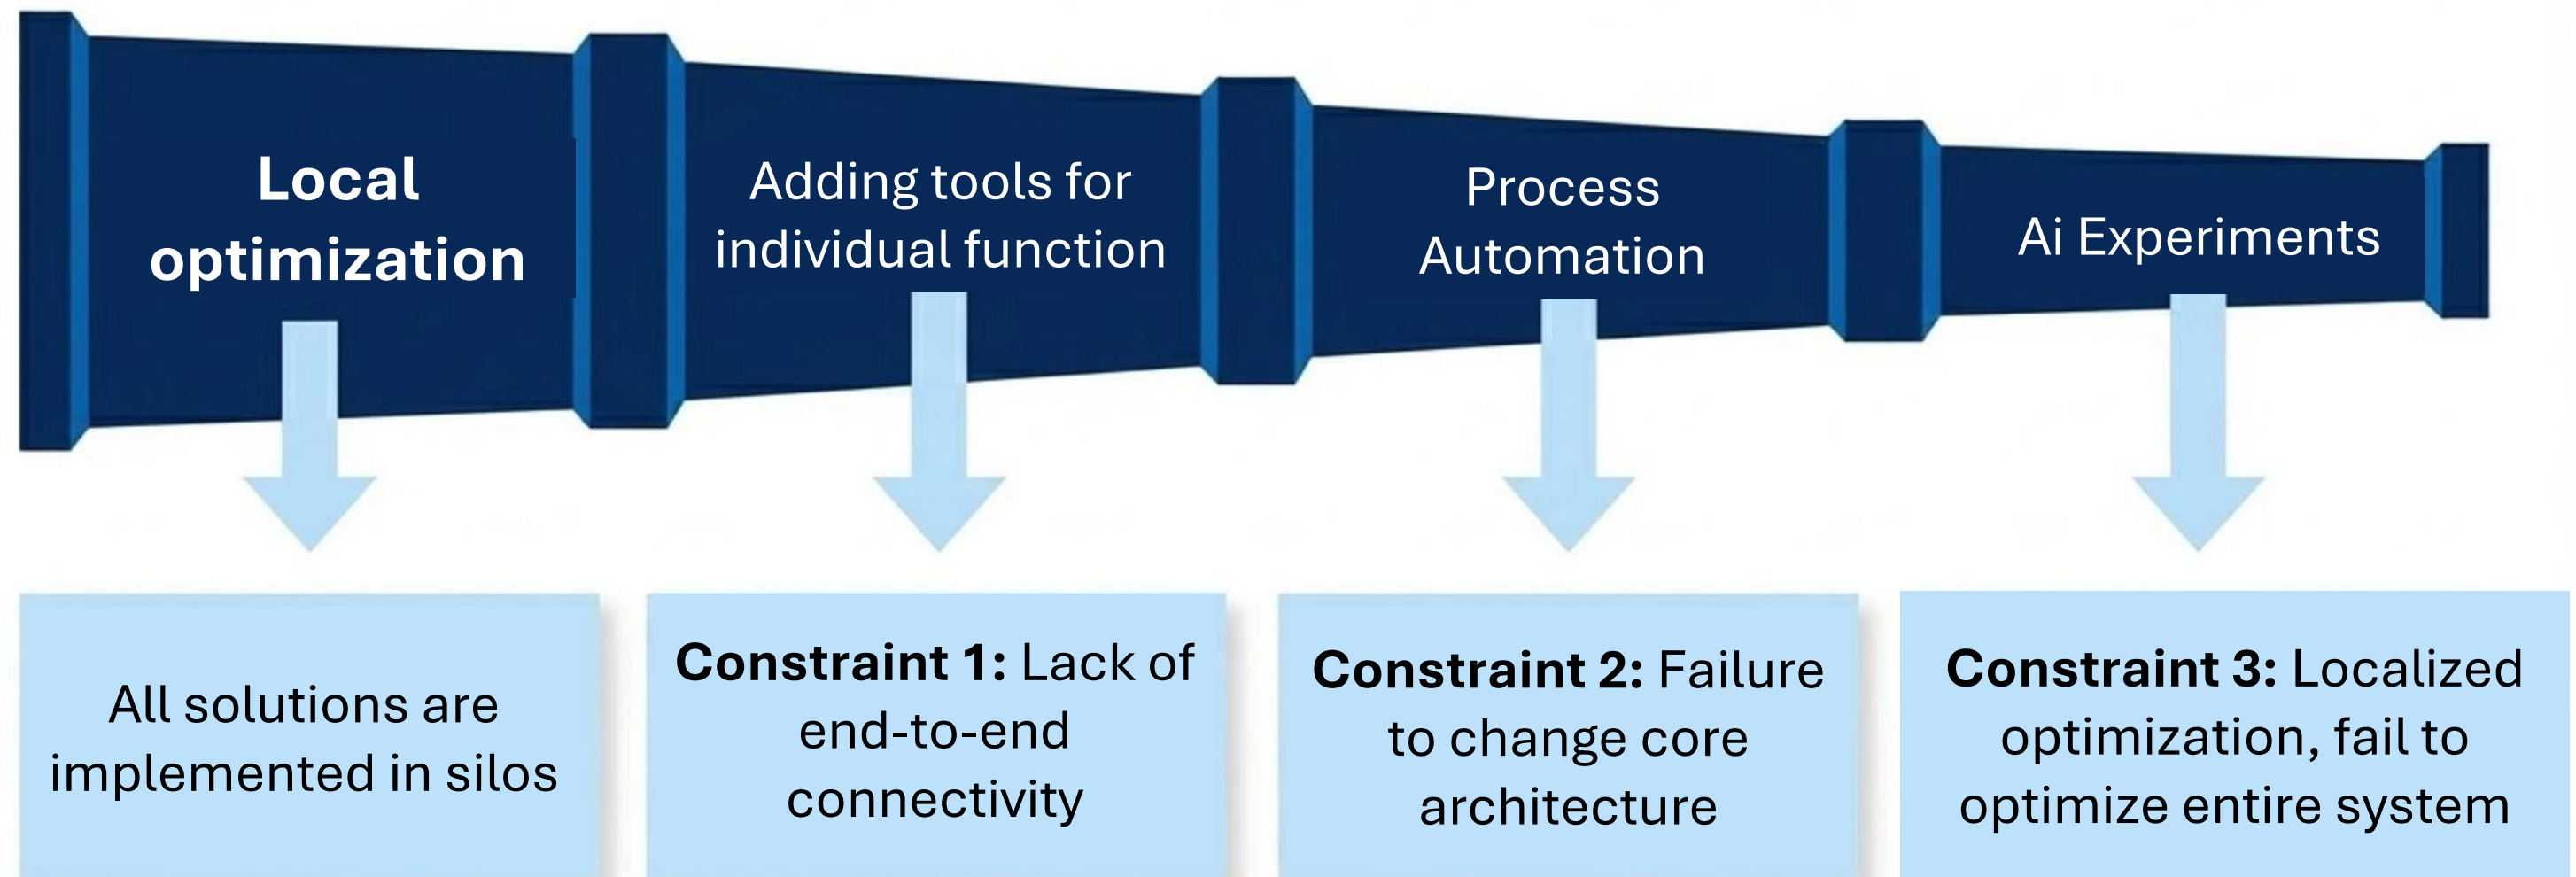 Local
optimization
Adding tools for
individual function
Process
Automation
Ai Experiments
All solutions are
implemented in silos
Constraint 1: Lack of
end-to-end
connectivity
Constraint 2: Failure
to change core
architecture
Constraint 3: Localized
optimization, fail to
optimize entire system